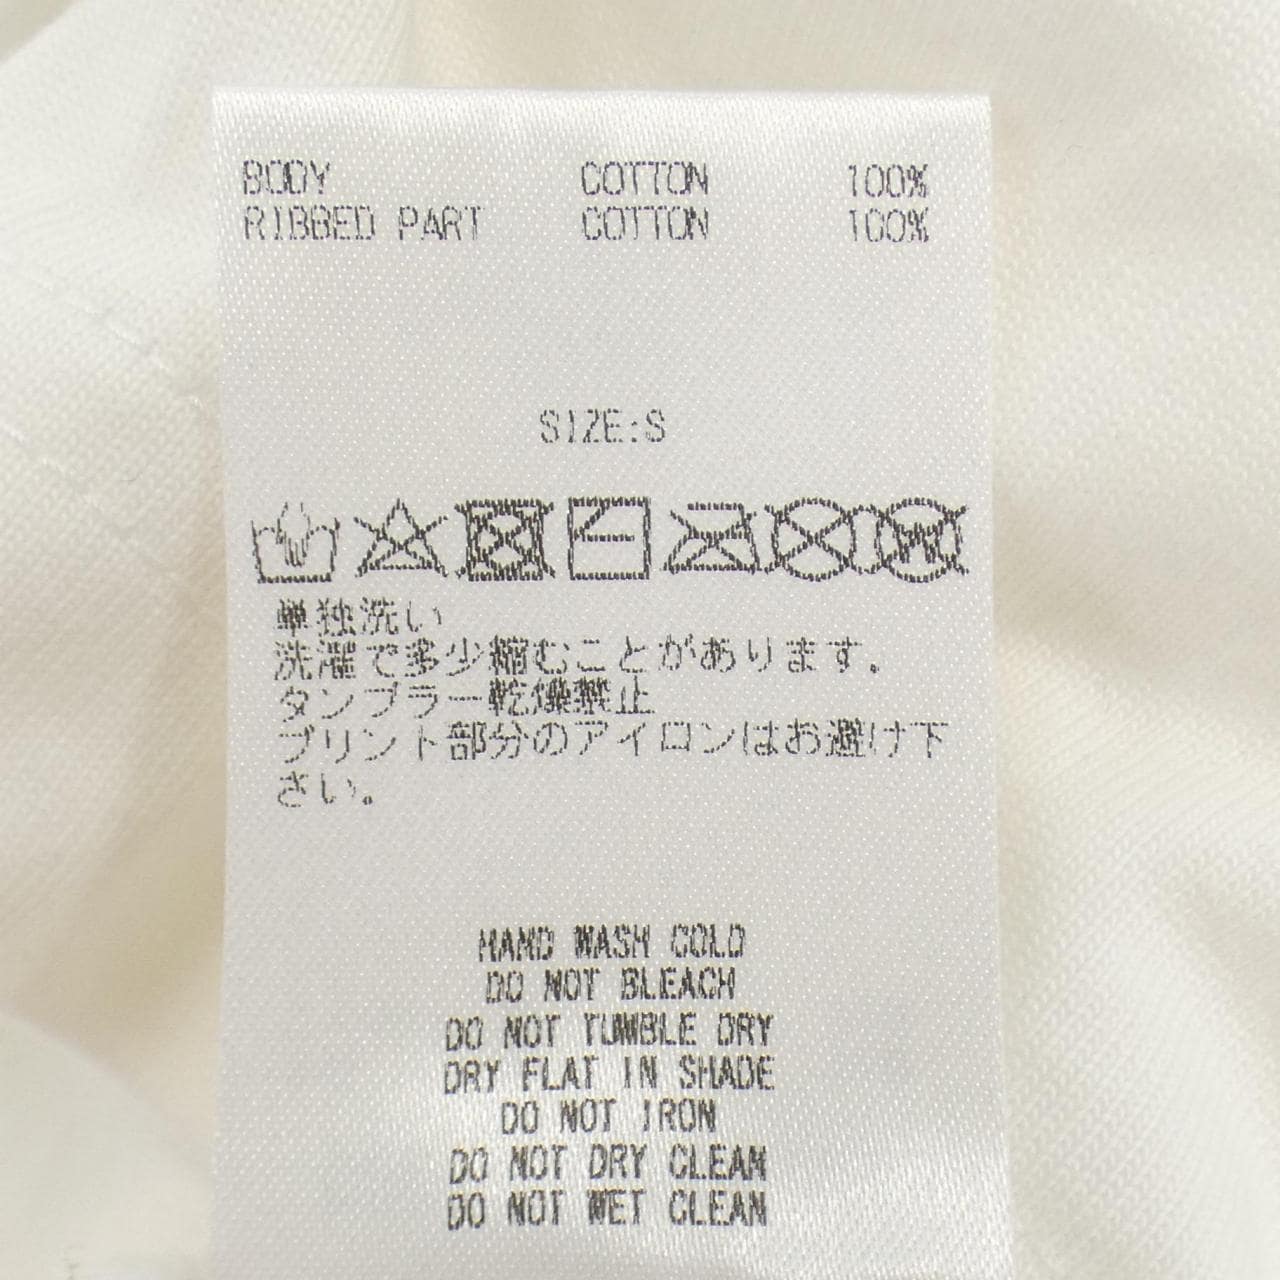 BODY COTTON 100%
RIBBED PART COTTON 100%
SIZE:S
W
単独洗い
洗濯で多少縮むことがあります。
タンブラー乾燥禁止
プリント部分のアイロンはお避け下
さい。
HAND WASH COLD
DO NOT BLEACH
DO NOT TUMBLE DRY
DRY FLAT IN SHADE
DO NOT IRON
DO NOT DRY CLEAN
DO NOT WET CLEAN